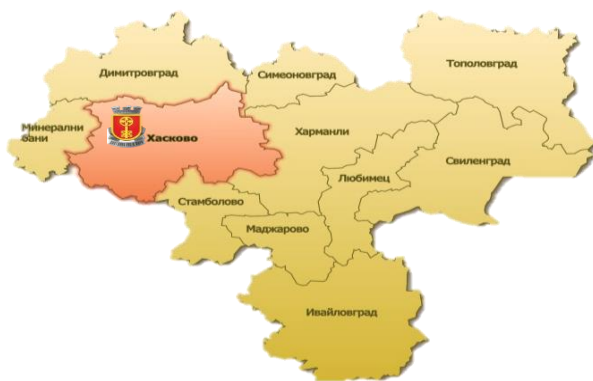 Тополовград
Димитровград
Симеоновград
Минерални
бани
Хасково
Харманли
Свиленград
Любимец
Стамболово
Маджарово
Ивайловград